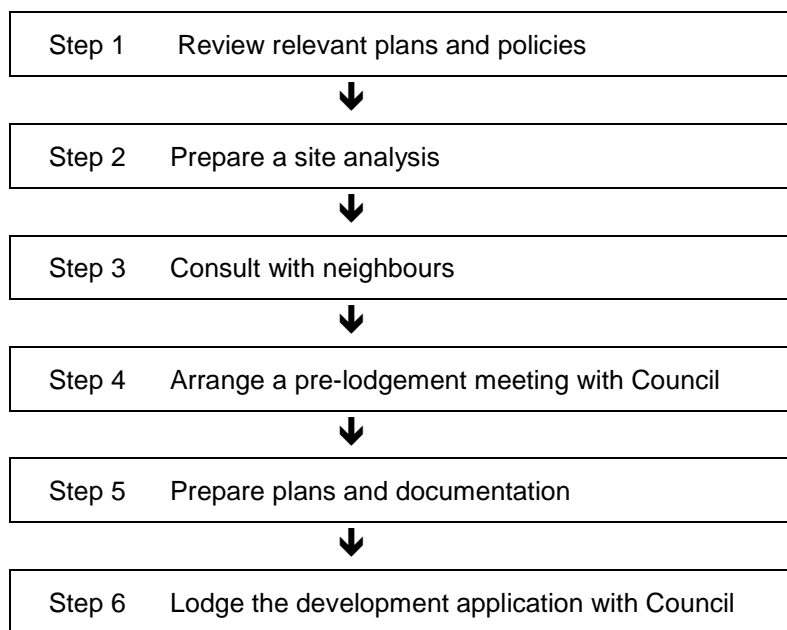 Step 1 Review relevant plans and policies
Step 2 Prepare a site analysis
Step 3 Consult with neighbours
Step 4 Arrange a pre-lodgement meeting with Council
Step 5 Prepare plans and documentation
Step 6 Lodge the development application with Council